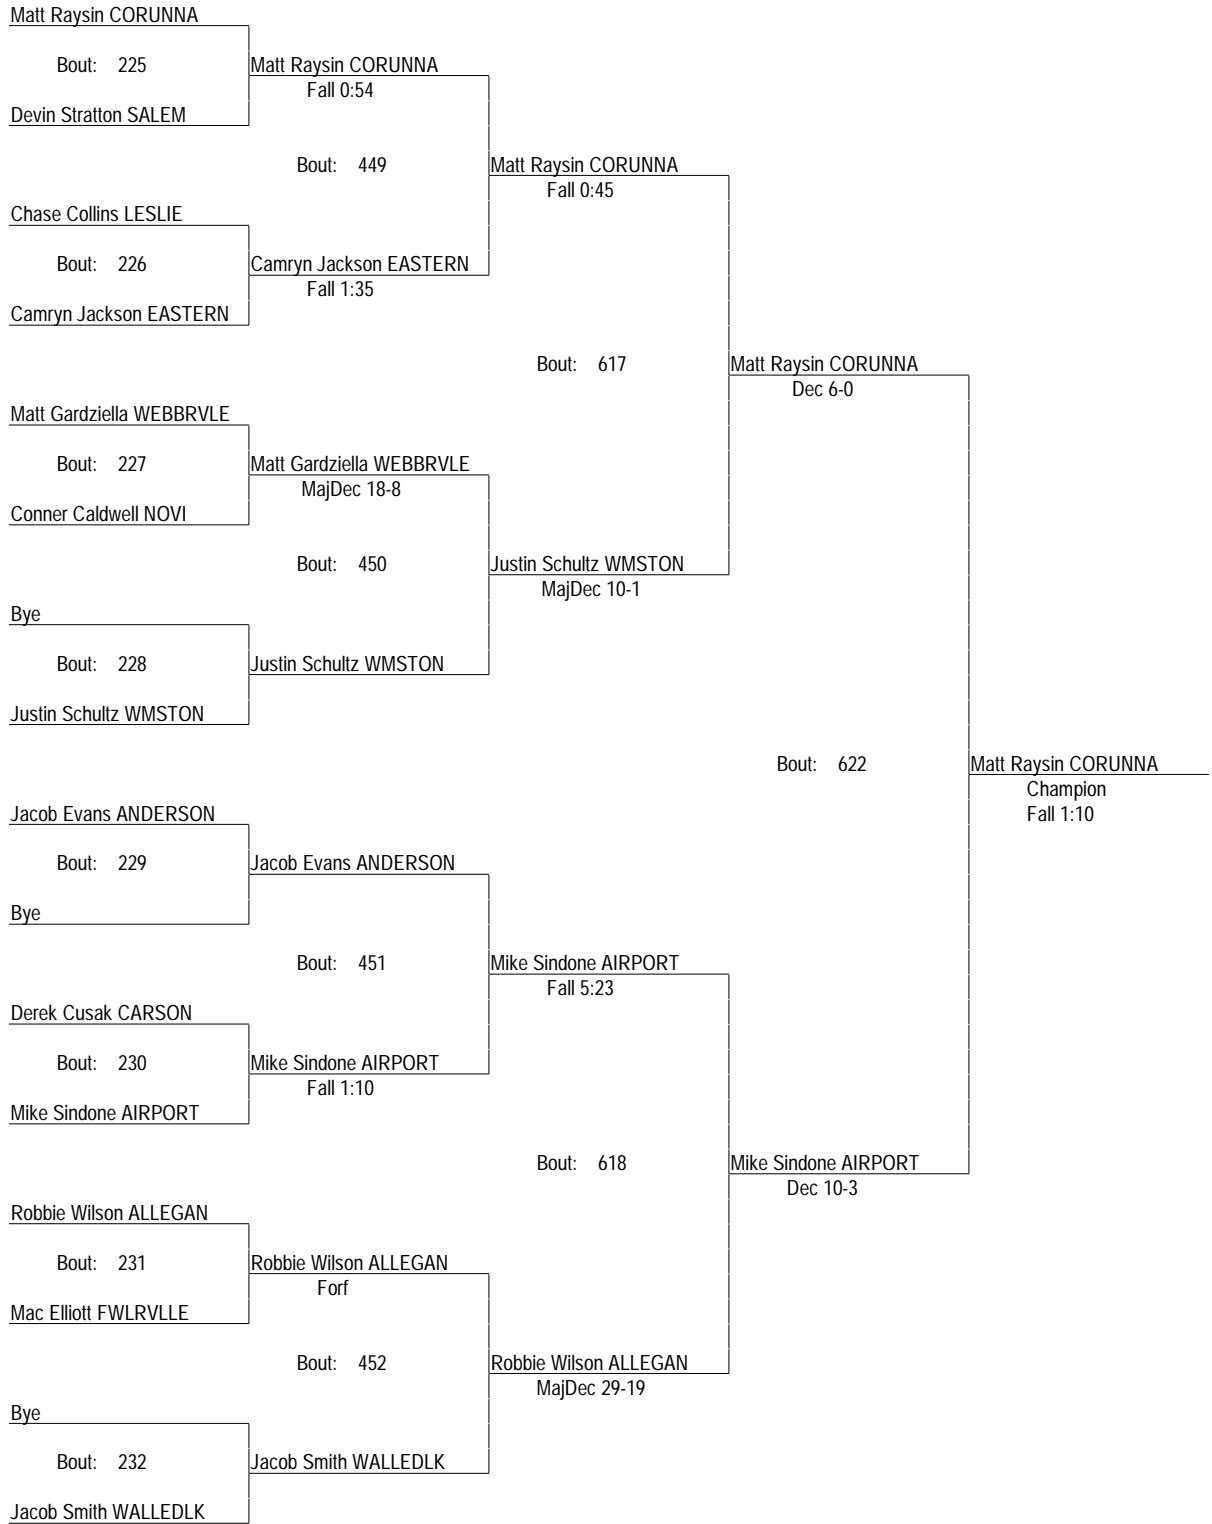 Matt Raysin CORUNNA
Bout: 225
Matt Raysin CORUNNA
Fall 0:54
Devin Stratton SALEM
Bout: 449
Matt Raysin CORUNNA
Fall 0:45
Chase Collins LESLIE
Bout: 226
Camryn Jackson EASTERN
Fall 1:35
Camryn Jackson EASTERN
Bout: 617
Matt Raysin CORUNNA
Dec 6-0
Matt Gardziella WEBBRVLE
Bout: 227
Matt Gardziella WEBBRVLE
MajDec 18-8
Conner Caldwell NOVI
Bout: 450
Justin Schultz WMSTON
MajDec 10-1
Bye
Bout: 228
Justin Schultz WMSTON
Justin Schultz WMSTON
Bout: 622
Matt Raysin CORUNNA
Champion
Fall 1:10
Jacob Evans ANDERSON
Bout: 229
Jacob Evans ANDERSON
Bye
Bout: 451
Mike Sindone AIRPORT
Fall 5:23
Derek Cusak CARSON
Bout: 230
Mike Sindone AIRPORT
Fall 1:10
Mike Sindone AIRPORT
Bout: 618
Mike Sindone AIRPORT
Dec 10-3
Robbie Wilson ALLEGAN
Bout: 231
Robbie Wilson ALLEGAN
Forf
Mac Elliott FWLRVLLE
Bout: 452
Robbie Wilson ALLEGAN
MajDec 29-19
Bye
Bout: 232
Jacob Smith WALLEDLK
Jacob Smith WALLEDLK